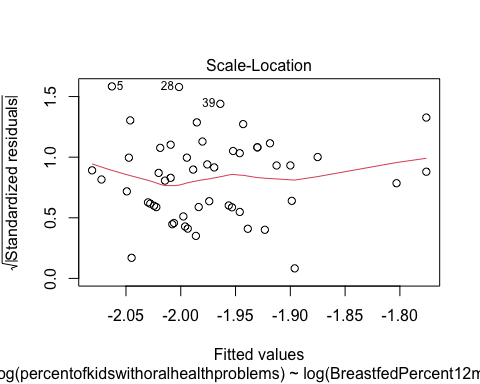 Scale-Location
√|Standardized residuals|
0.0 0.5 1.0 1.5
5
28
39
-2.05 -2.00 -1.95 -1.90 -1.85 -1.80
Fitted values
og(percentofkidswithoralhealthproblems) ~ log(BreastfedPercent12m